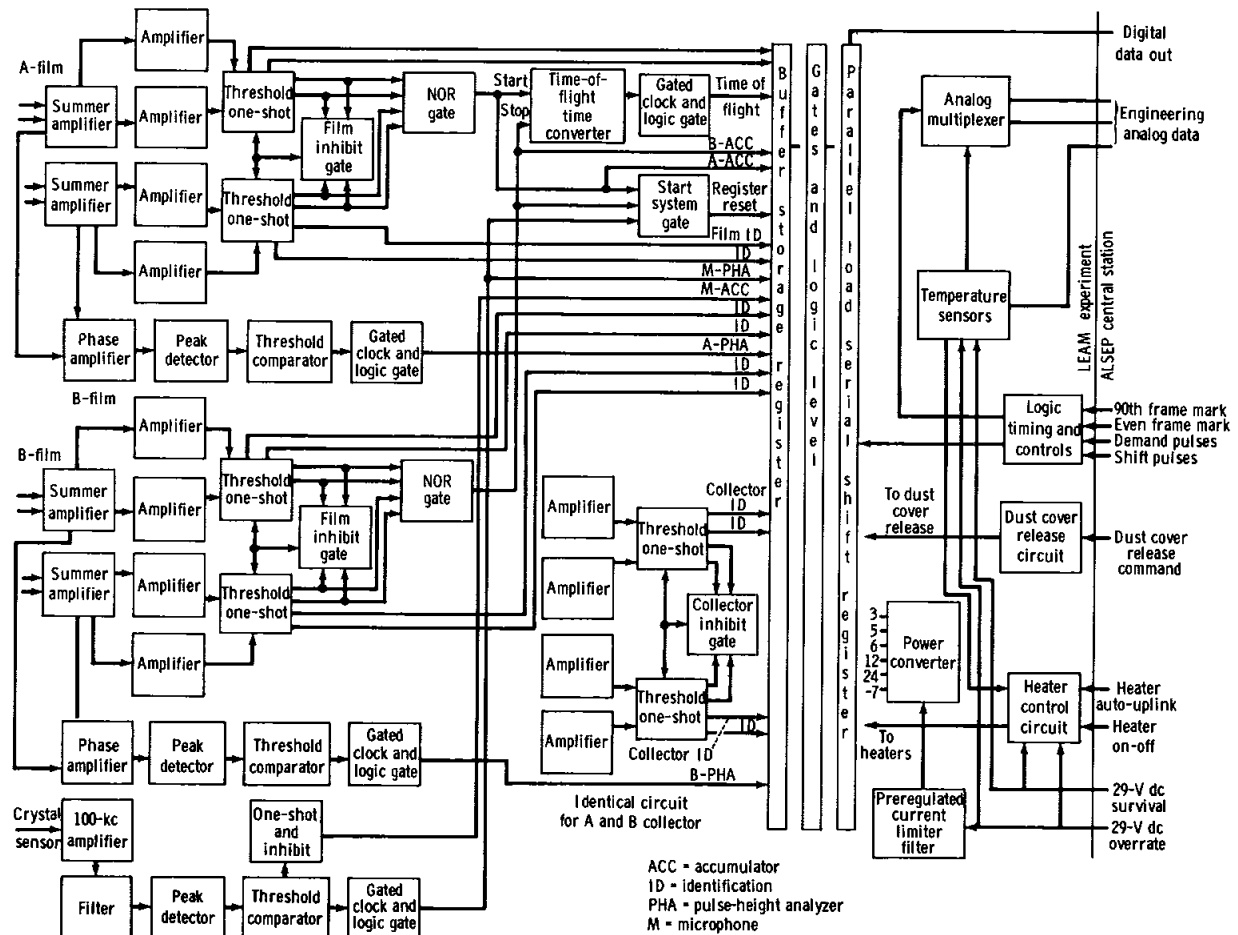 A-film
Amplifier
Summer
amplifier
Amplifier
Threshold
one-shot
Film
inhibit
gate
NOR
gate
Start
Stop
Time-of-
flight
time
converter
Gated
clock and
logic gate
Time of
flight
B-ACC
A-ACC
Summer
amplifier
Amplifier
Threshold
one-shot
Start
system
gate
Register
reset
Amplifier
Film ID
ID
M-PHA
M-ACC
ID
ID
A-PHA
ID
ID
Phase
amplifier
Peak
detector
Threshold
comparator
Gated
clock and
logic gate
B-film
B-film
Amplifier
Summer
amplifier
Amplifier
Threshold
one-shot
Film
inhibit
gate
NOR
gate
Summer
amplifier
Amplifier
Threshold
one-shot
Amplifier
Phase
amplifier
Peak
detector
Threshold
comparator
Gated
clock and
logic gate
B-PHA
Crystal
sensor
100-kc
amplifier
One-shot
and
inhibit
Filter
Peak
detector
Threshold
comparator
Gated
clock and
logic gate
Amplifier
Amplifier
Amplifier
Amplifier
Threshold
one-shot
Collector
ID
ID
Collector
inhibit
gate
Threshold
one-shot
ID
Collector ID
Identical circuit
for A and B collector
ACC = accumulator
ID = identification
PHA = pulse-height analyzer
M = microphone
Buffer storage register
Gates and logic level
Parallel load serial shift register
Digital
data out
Analog
multiplexer
Engineering
analog data
Temperature
sensors
LEAM experiment
ALSEP central station
Logic
timing and
controls
90th frame mark
Even frame mark
Demand pulses
Shift pulses
To dust
cover
release
Dust cover
release
circuit
Dust cover
release
command
3
5
6
12
24
-7
Power
converter
Heater
control
circuit
Heater
auto-uplink
Heater
on-off
To
heaters
Preregulated
current
limiter
filter
29-V dc
survival
29-V dc
overrate